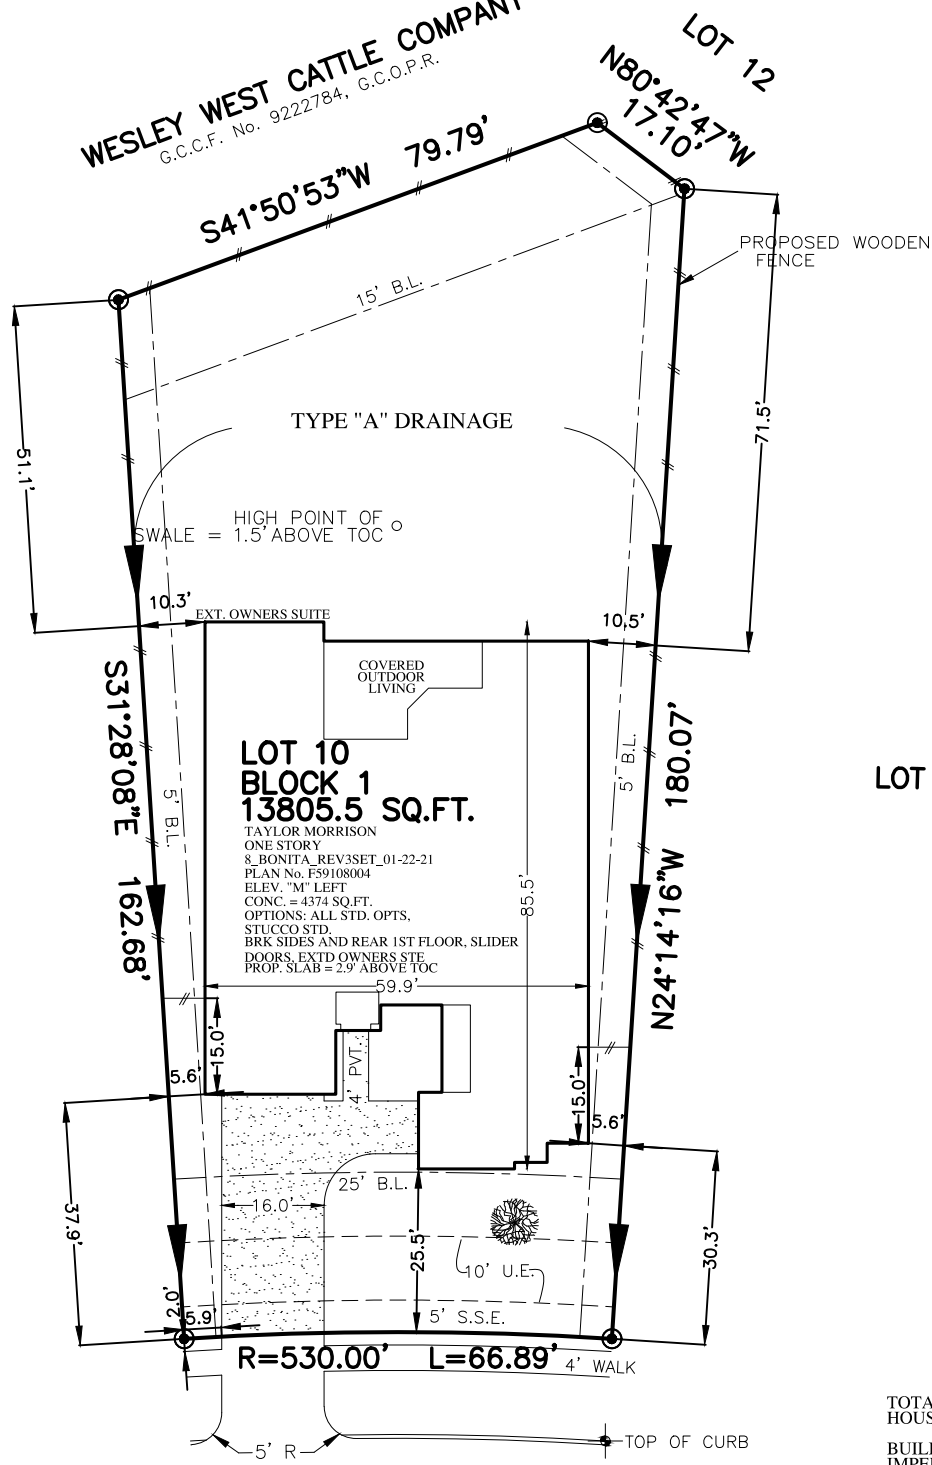 WESLEY WEST CATTLE COMPANY
G.C.C.F. No. 9222784, G.C.O.P.R.
LOT 12
N80°42'47"W
17.10'
S41°50'53"W 79.79'
PROPOSED WOODEN
FENCE
15' B.L.
TYPE "A" DRAINAGE
51.1'
71.5'
HIGH POINT OF
SWALE = 1.5' ABOVE TOC
10.3'
EXT. OWNERS SUITE
10.5'
COVERED
OUTDOOR
LIVING
S31°28'08"E 162.68'
5' B.L.
LOT 10
BLOCK 1
13805.5 SQ.FT.
TAYLOR MORRISON
ONE STORY
8_BONITA_REV3SET_01-22-21
PLAN No. F59108004
ELEV. "M" LEFT
CONC. = 4374 SQ.FT.
OPTIONS: ALL STD. OPTS,
STUCCO STD.
BRK SIDES AND REAR 1ST FLOOR, SLIDER
DOORS, EXTD OWNERS STE
PROP. SLAB = 2.9' ABOVE TOC
85.5'
5' B.L.
N24°14'16"W 180.07'
LOT
59.9'
15.0'
4' PVT.
15.0'
5.6'
5.6'
37.9'
25' B.L.
16.0'
25.5'
30.3'
10' U.E.
2.0'
5.9'
5' S.S.E.
R=530.00' L=66.89'
4' WALK
5' R
TOP OF CURB
TOTA
HOUS
BUIL
IMPE